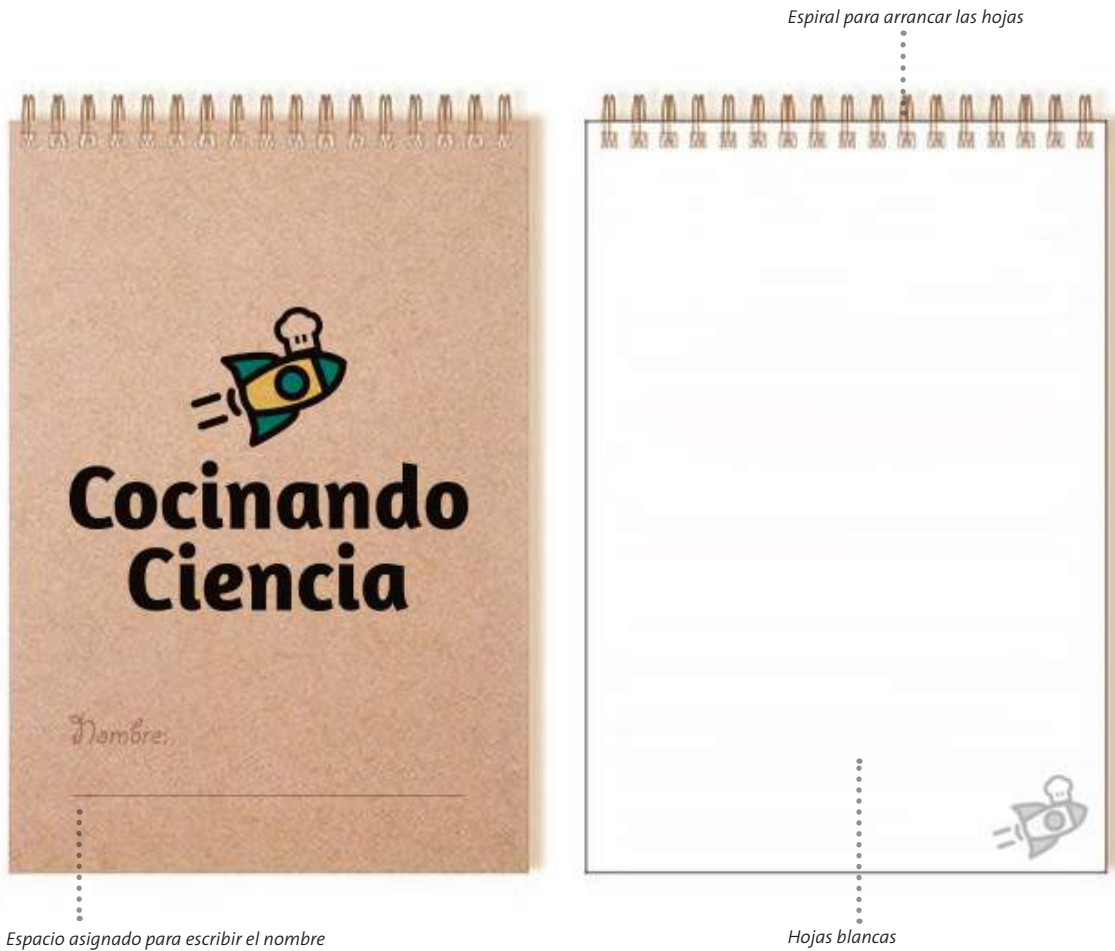 Espiral para arrancar las hojas
Cocinando
Ciencia
Nombre:
Espacio asignado para escribir el nombre
Hojas blancas